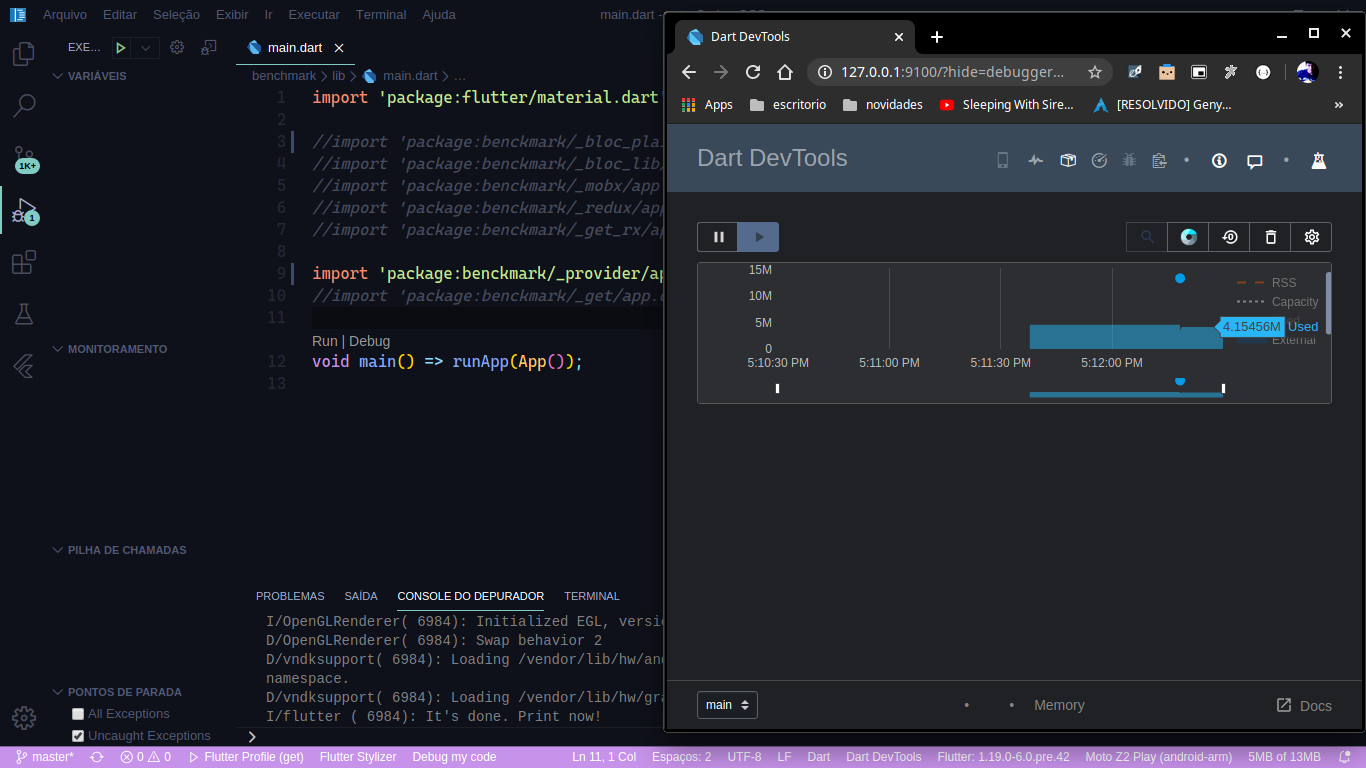 Arquivo Editar Seleção Exibir Ir Executar Terminal Ajuda main.dart -
EXE...
main.dart
VARIÁVEIS
benchmark > lib > main.dart > ...
1 import 'package:flutter/material.dart'
2
3 //import 'package:benckmark/_bloc_plai
4 //import 'package:benckmark/_bloc_lib/
5 //import 'package:benckmark/_mobx/app
6 //import 'package:benckmark/_redux/app
7 //import 'package:benckmark/_get_rx/a
8
9 import 'package:benckmark/_provider/ap
10 //import 'package:benckmark/_get/app.
11
Run | Debug
12 void main() => runApp(App());
13
1K+
1
MONITORAMENTO
PILHA DE CHAMADAS
PONTOS DE PARADA
All Exceptions
Uncaught Exceptions
PROBLEMAS SAÍDA CONSOLE DO DEPURADOR TERMINAL
I/OpenGLRenderer( 6984): Initialized EGL, versio
D/OpenGLRenderer( 6984): Swap behavior 2
D/vndksupport( 6984): Loading /vendor/lib/hw/and
namespace.
D/vndksupport( 6984): Loading /vendor/lib/hw/gra
I/flutter ( 6984): It's done. Print now!
Dart DevTools
127.0.0.1:9100/?hide=debugger...
Apps escritorio novidades Sleeping With Sire... [RESOLVIDO] Geny... »
Dart DevTools
15M
10M
5M
0
RSS
Capacity
4.15456M Used
External
5:10:30 PM 5:11:00 PM 5:11:30 PM 5:12:00 PM
main
Memory
Docs
master* 0 0 Flutter Profile (get) Flutter Stylizer Debug my code Ln 11, 1 Col Espaços: 2 UTF-8 LF Dart Dart DevTools Flutter: 1.19.0-6.0.pre.42 Moto Z2 Play (android-arm) 5MB of 13MB